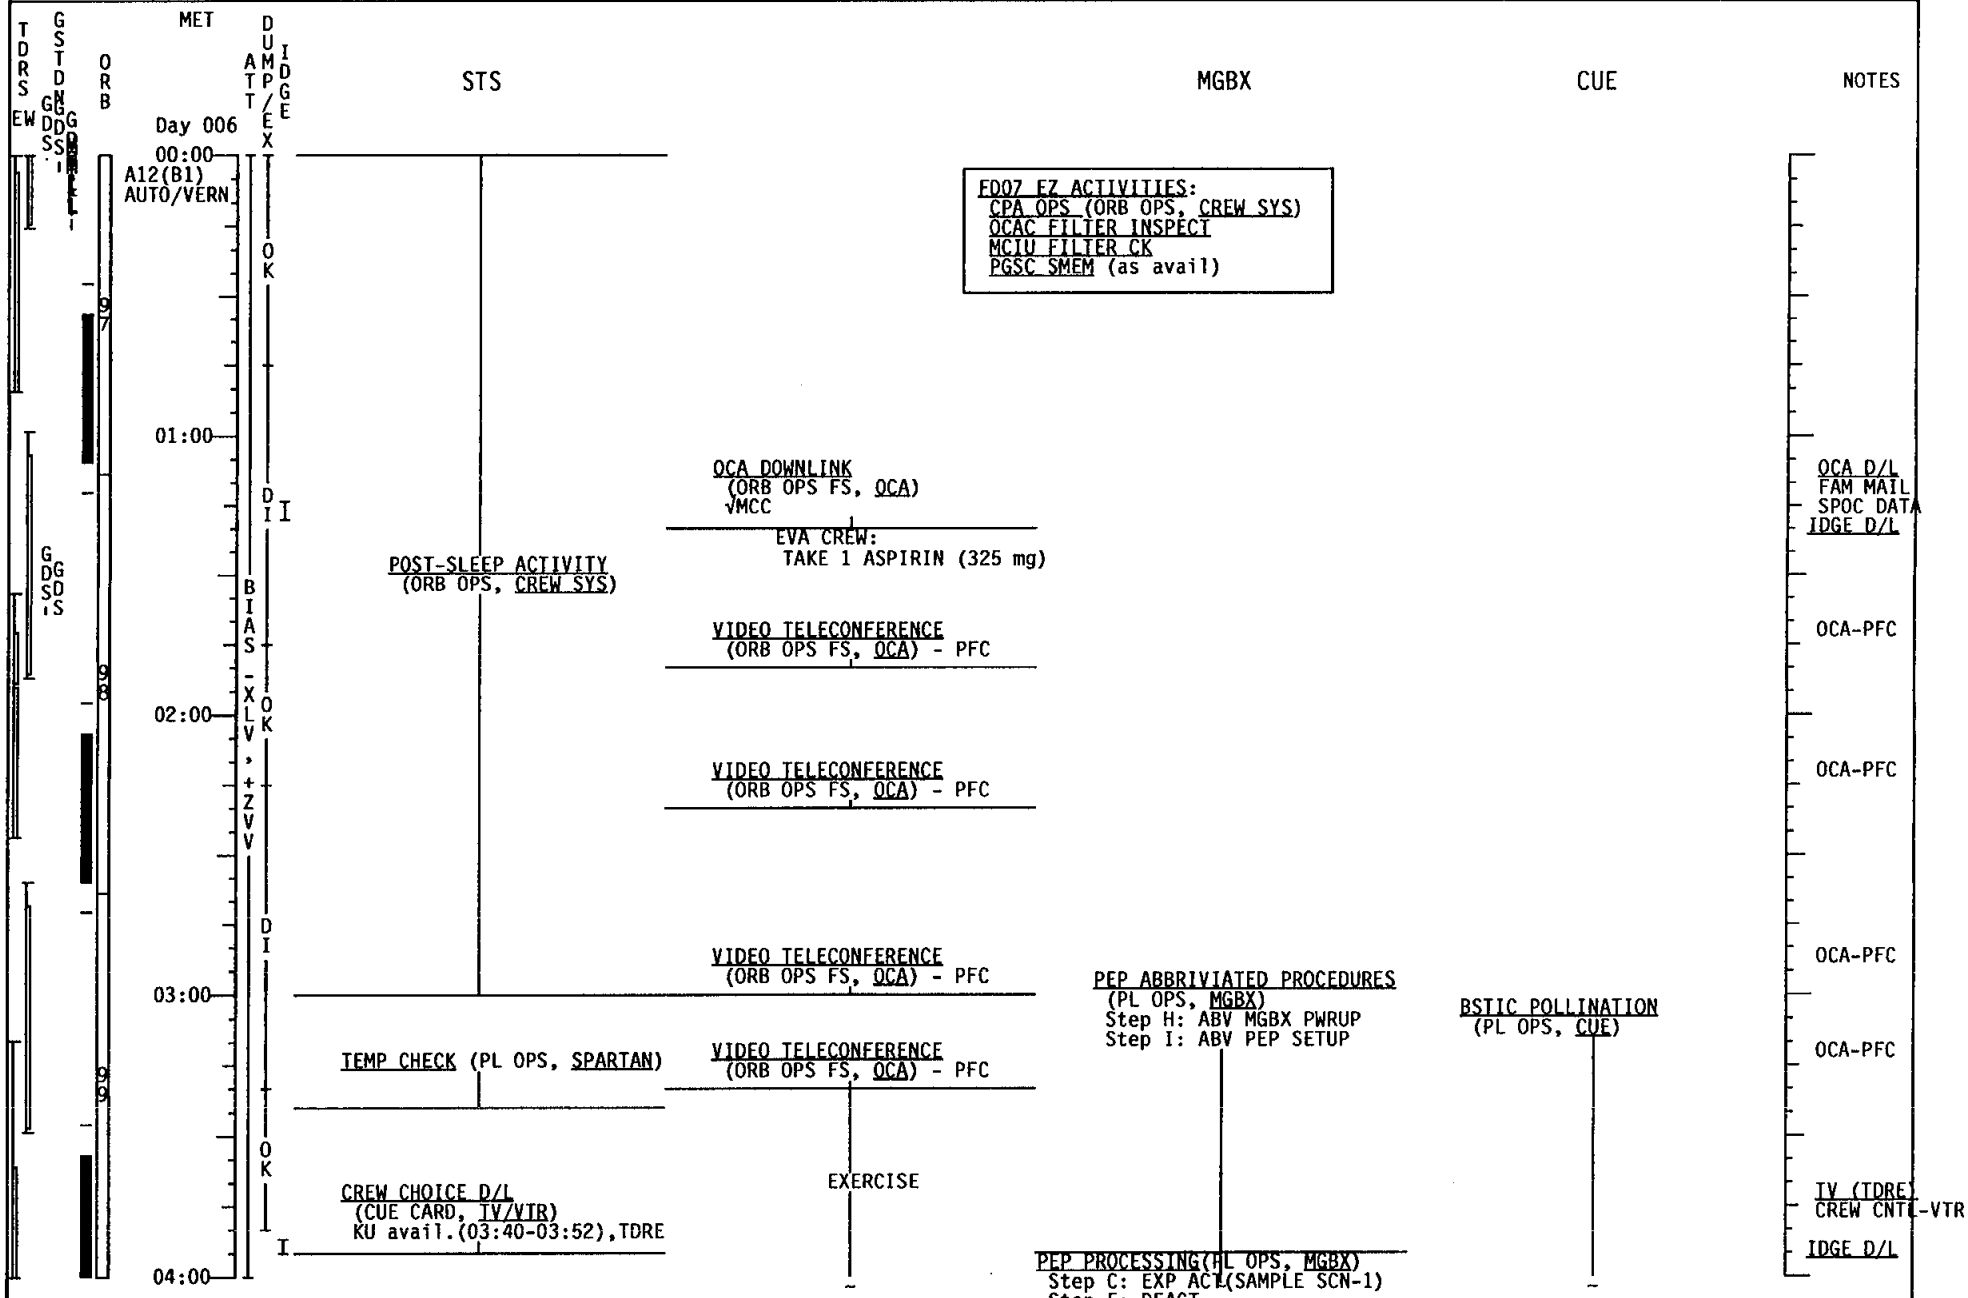 TDRS
EW
GSTDN
GDS
GDS
ORB
MET
ATT
DUMP/EX
IDGE
STS
MGBX
CUE
NOTES
Day 006
00:00
A12(B1)
AUTO/VERN
OK
FD07 EZ ACTIVITIES:
CPA OPS (ORB OPS, CREW SYS)
OCAC FILTER INSPECT
MCIU FILTER CK
PGSC SMEM (as avail)
97
01:00
DI
I
OCA DOWNLINK
(ORB OPS FS, OCA)
√MCC
OCA D/L
FAM MAIL
SPOC DATA
IDGE D/L
EVA CREW:
TAKE 1 ASPIRIN (325 mg)
POST-SLEEP ACTIVITY
(ORB OPS, CREW SYS)
GDS
GDS
BIAS -XLV,+ZVV
VIDEO TELECONFERENCE
(ORB OPS FS, OCA) - PFC
OCA-PFC
98
02:00
OK
VIDEO TELECONFERENCE
(ORB OPS FS, OCA) - PFC
OCA-PFC
DI
VIDEO TELECONFERENCE
(ORB OPS FS, OCA) - PFC
OCA-PFC
03:00
PEP ABBRIVIATED PROCEDURES
(PL OPS, MGBX)
Step H: ABV MGBX PWRUP
Step I: ABV PEP SETUP
BSTIC POLLINATION
(PL OPS, CUE)
TEMP CHECK (PL OPS, SPARTAN)
VIDEO TELECONFERENCE
(ORB OPS FS, OCA) - PFC
OCA-PFC
99
OK
EXERCISE
CREW CHOICE D/L
(CUE CARD, TV/VTR)
KU avail.(03:40-03:52),TDRE
TV (TDRE)
CREW CNTL-VTR
I
IDGE D/L
04:00
PEP PROCESSING(PL OPS, MGBX)
Step C: EXP ACT(SAMPLE SCN-1)